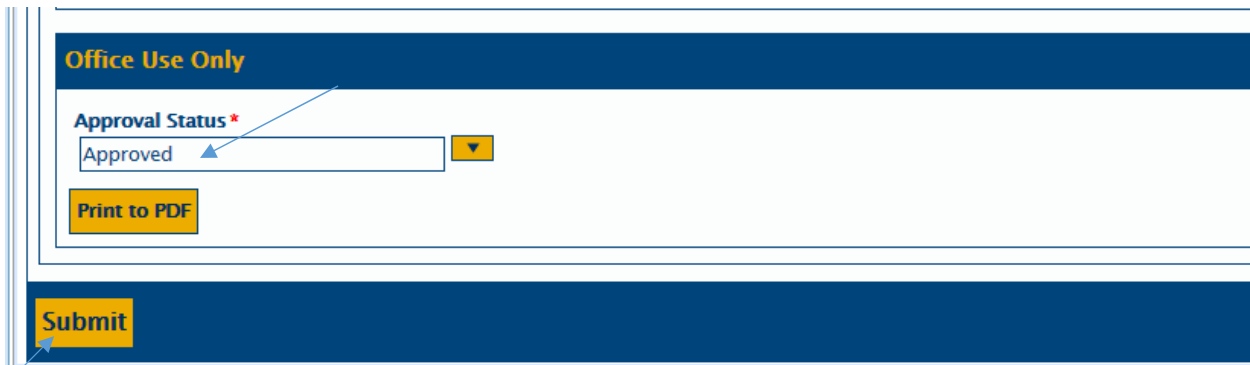 Office Use Only
Approval Status *
Approved
Print to PDF
Submit